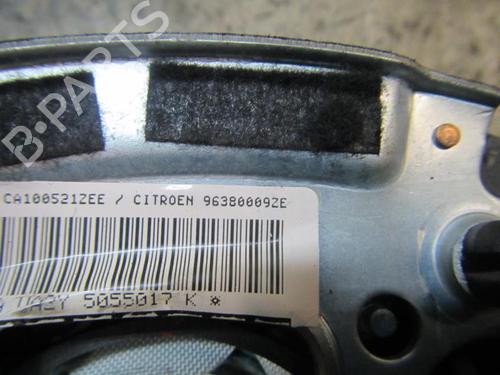 B-PARTS
CA100521ZEE / CITROEN 96380009ZE
5055017 K